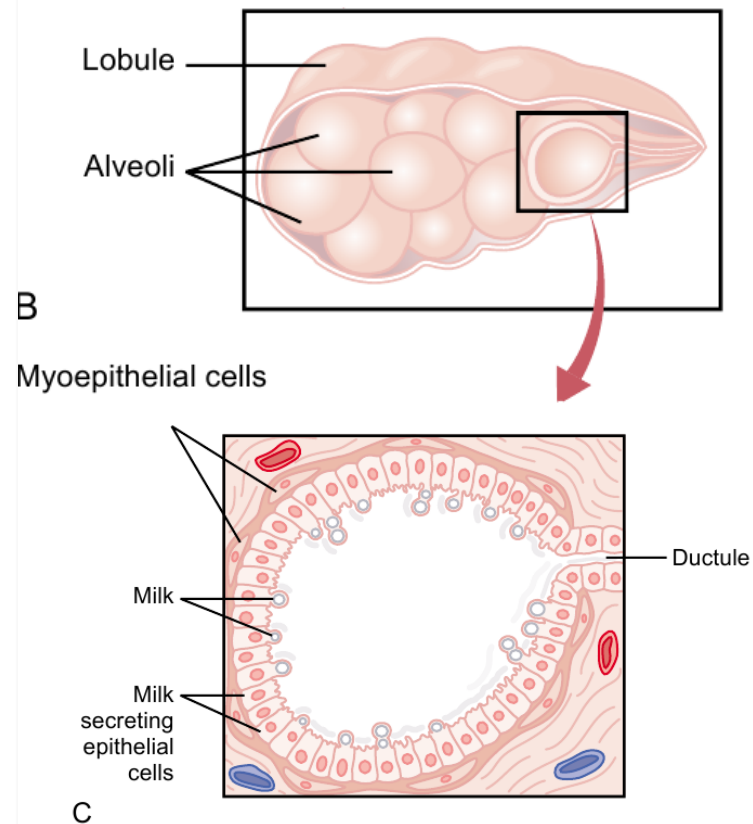 Lobule
Alveoli
B
Myoepithelial cells
Ductule
Milk
Milk
secreting
epithelial
cells
C